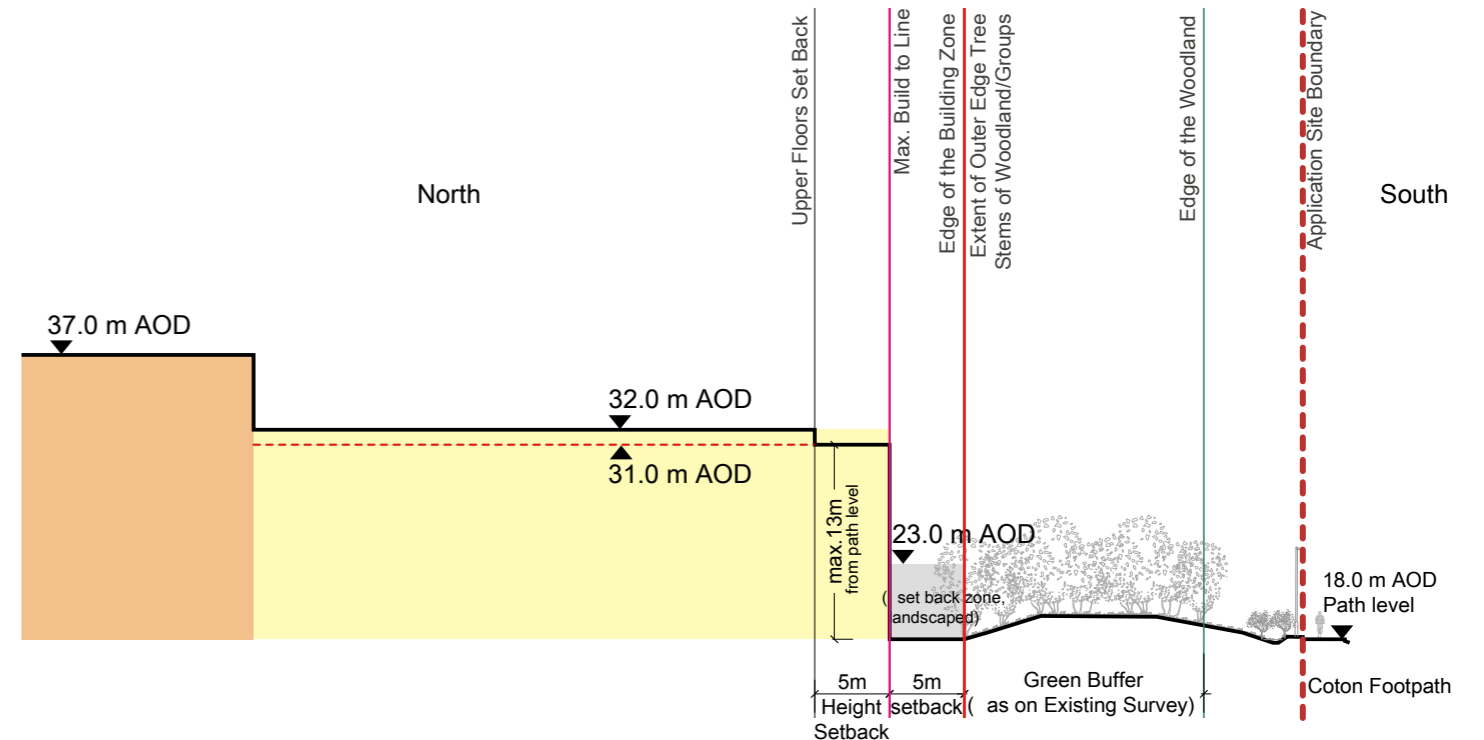 Upper Floors Set Back
Max. Build to Line
Edge of the Building Zone
Extent of Outer Edge Tree
Stems of Woodland/Groups
Edge of the Woodland
Application Site Boundary
North
South
37.0 m AOD
32.0 m AOD
31.0 m AOD
max.13m
from path level
23.0 m AOD
( set back zone,
andscaped)
18.0 m AOD
Path level
5m
Height
Setback
5m
setback
Green Buffer
( as on Existing Survey)
Coton Footpath